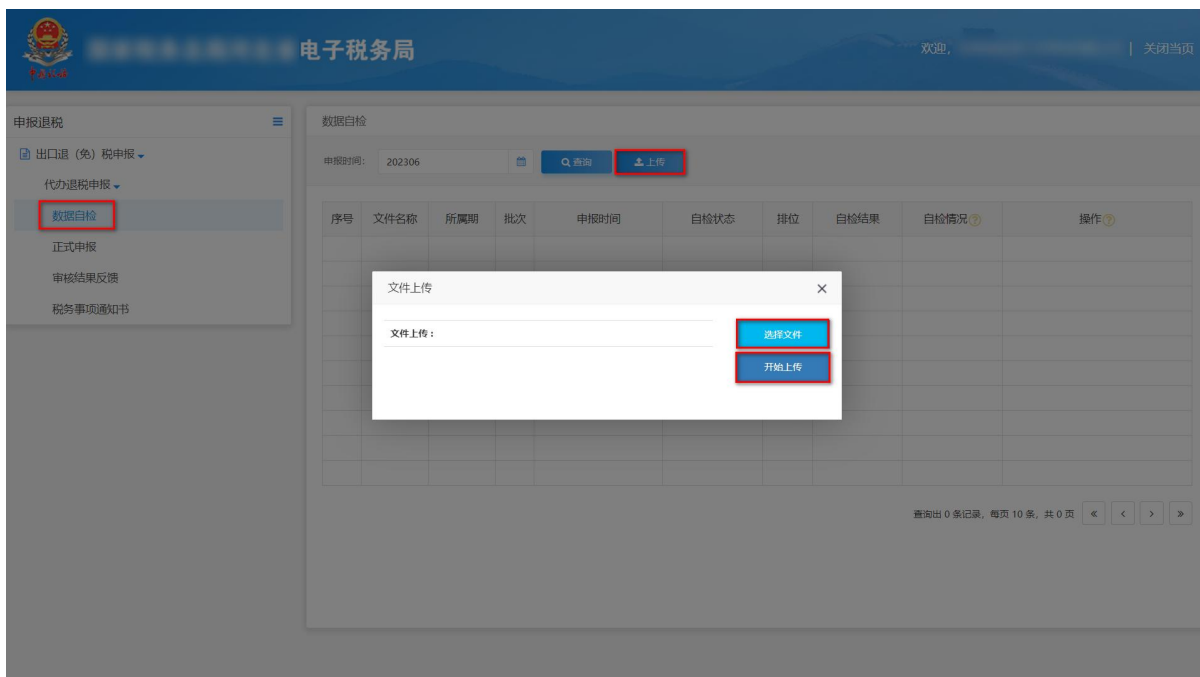 电子税务局
欢迎,
| 关闭当页
中国税务
申报退税
数据自检
出口退(免)税申报
申报时间: 202306 查询 上传
代办退税申报
数据自检
序号 文件名称 所属期 批次 申报时间 自检状态 排位 自检结果 自检情况 操作
正式申报
审核结果反馈
税务事项通知书
文件上传 ×
文件上传: 选择文件
开始上传
查询出 0 条记录, 每页 10 条, 共 0 页 « ‹ › »